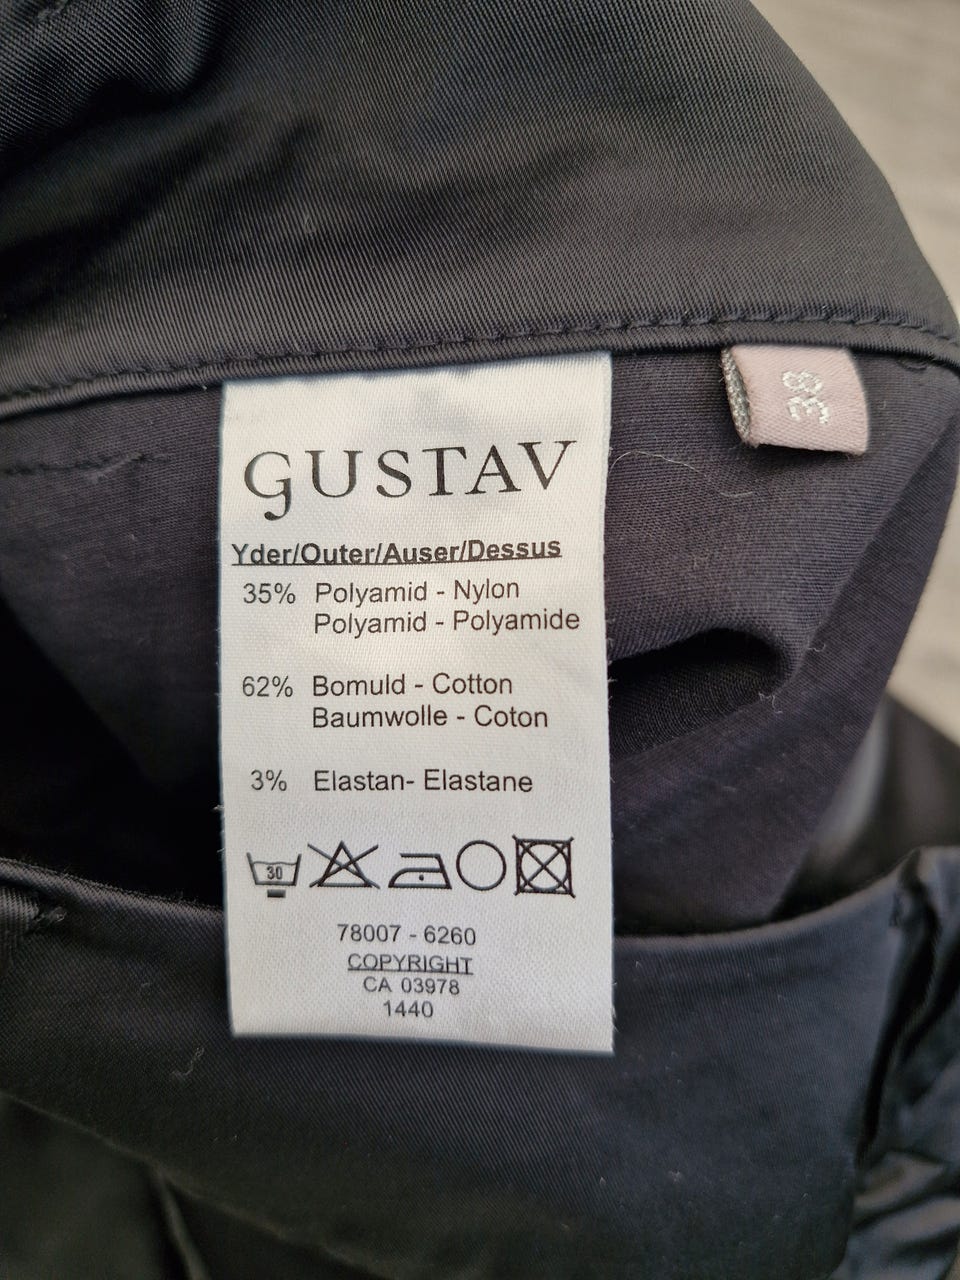 GUSTAV
Yder/Outer/Auser/Dessus
35% Polyamid - Nylon
Polyamid - Polyamide
62% Bomuld - Cotton
Baumwolle - Coton
3% Elastan- Elastane
30
78007 - 6260
COPYRIGHT
CA 03978
1440
38